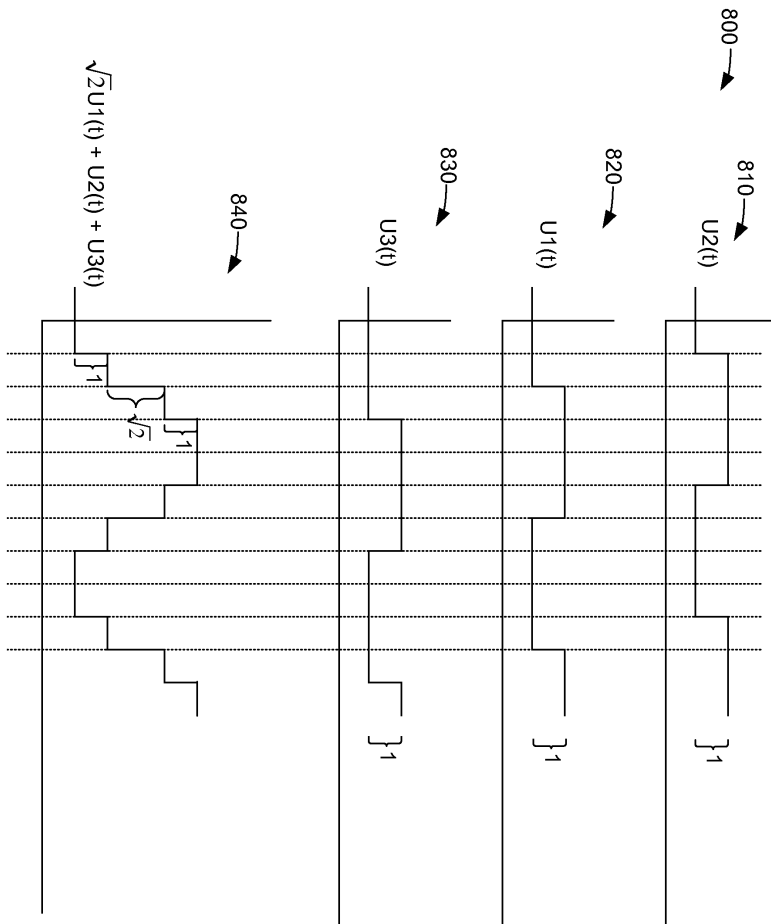 800
810
U2(t)
1
820
U1(t)
1
830
U3(t)
1
840
1
√2
1
√2U1(t) + U2(t) + U3(t)